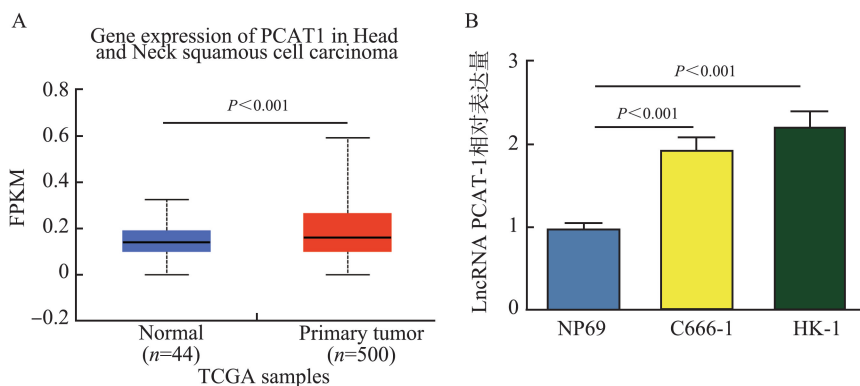 A
Gene expression of PCAT1 in Head
and Neck squamous cell carcinoma
0.8
0.6
0.4
0.2
0
−0.2
FPKM
P＜0.001
Normal
(n=44)
Primary tumor
(n=500)
TCGA samples
B
LncRNA PCAT-1相对表达量
3
2
1
0
P＜0.001
P＜0.001
NP69
C666-1
HK-1